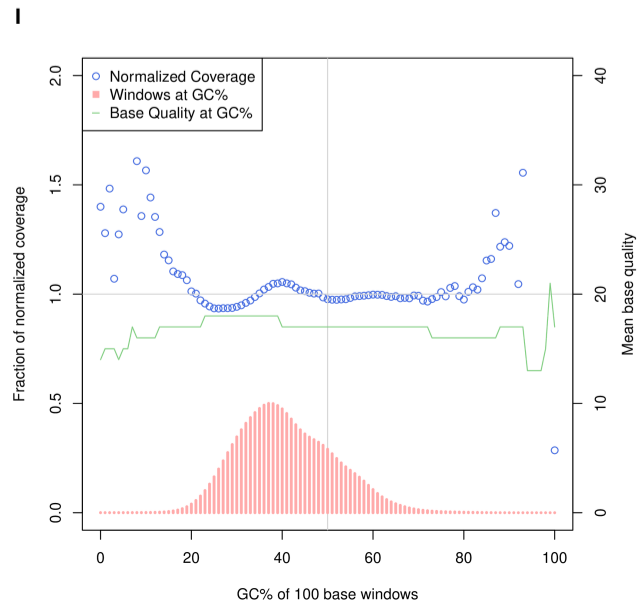 I
Normalized Coverage
Windows at GC%
Base Quality at GC%
Fraction of normalized coverage
2.0
1.5
1.0
0.5
0.0
40
30
20
10
0
Mean base quality
0 20 40 60 80 100
GC% of 100 base windows